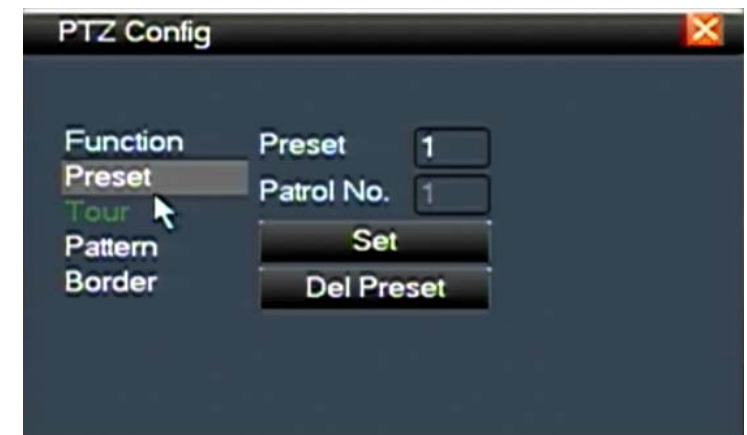 PTZ Config
Function
Preset
Tour
Pattern
Border
Preset 1
Patrol No. 1
Set
Del Preset